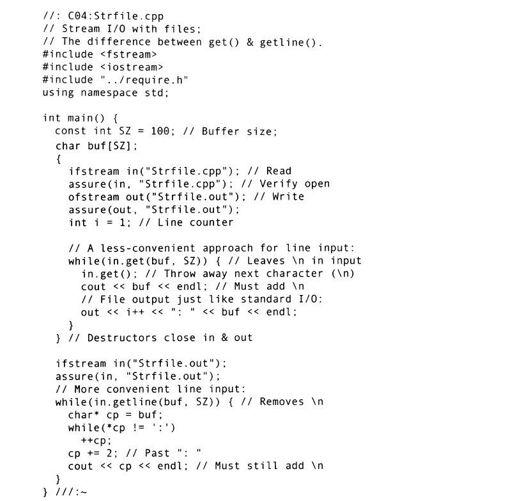 //: C04:Strfile.cpp
// Stream I/O with files;
// The difference between get() & getline().
#include <fstream>
#include <iostream>
#include "../require.h"
using namespace std;

int main() {
  const int SZ = 100; // Buffer size;
  char buf[SZ];
  {
    ifstream in("Strfile.cpp"); // Read
    assure(in, "Strfile.cpp"); // Verify open
    ofstream out("Strfile.out"); // Write
    assure(out, "Strfile.out");
    int i = 1; // Line counter

    // A less-convenient approach for line input:
    while(in.get(buf, SZ)) { // Leaves \n in input
      in.get(); // Throw away next character (\n)
      cout << buf << endl; // Must add \n
      // File output just like standard I/O:
      out << i++ << ": " << buf << endl;
    }
  } // Destructors close in & out

  ifstream in("Strfile.out");
  assure(in, "Strfile.out");
  // More convenient line input:
  while(in.getline(buf, SZ)) { // Removes \n
    char* cp = buf;
    while(*cp != ':')
      ++cp;
    cp += 2; // Past ": "
    cout << cp << endl; // Must still add \n
  }
} ///:~